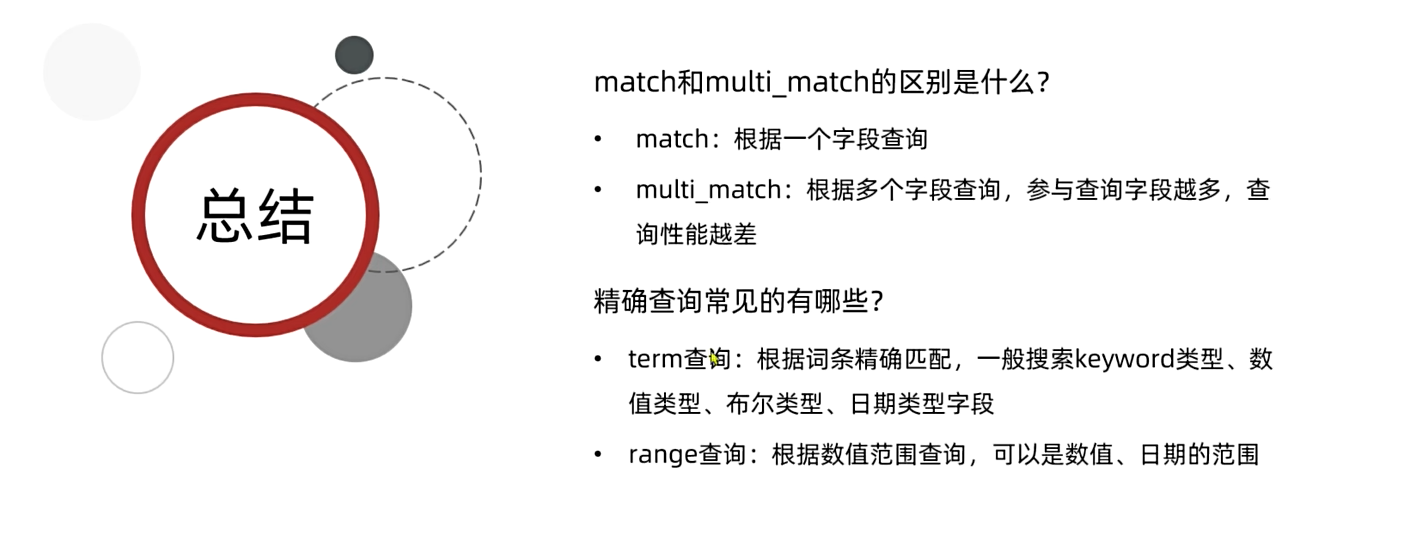 总结
match和multi_match的区别是什么？
• match：根据一个字段查询
• multi_match：根据多个字段查询，参与查询字段越多，查
询性能越差
精确查询常见的有哪些？
• term查询：根据词条精确匹配，一般搜索keyword类型、数
值类型、布尔类型、日期类型字段
• range查询：根据数值范围查询，可以是数值、日期的范围